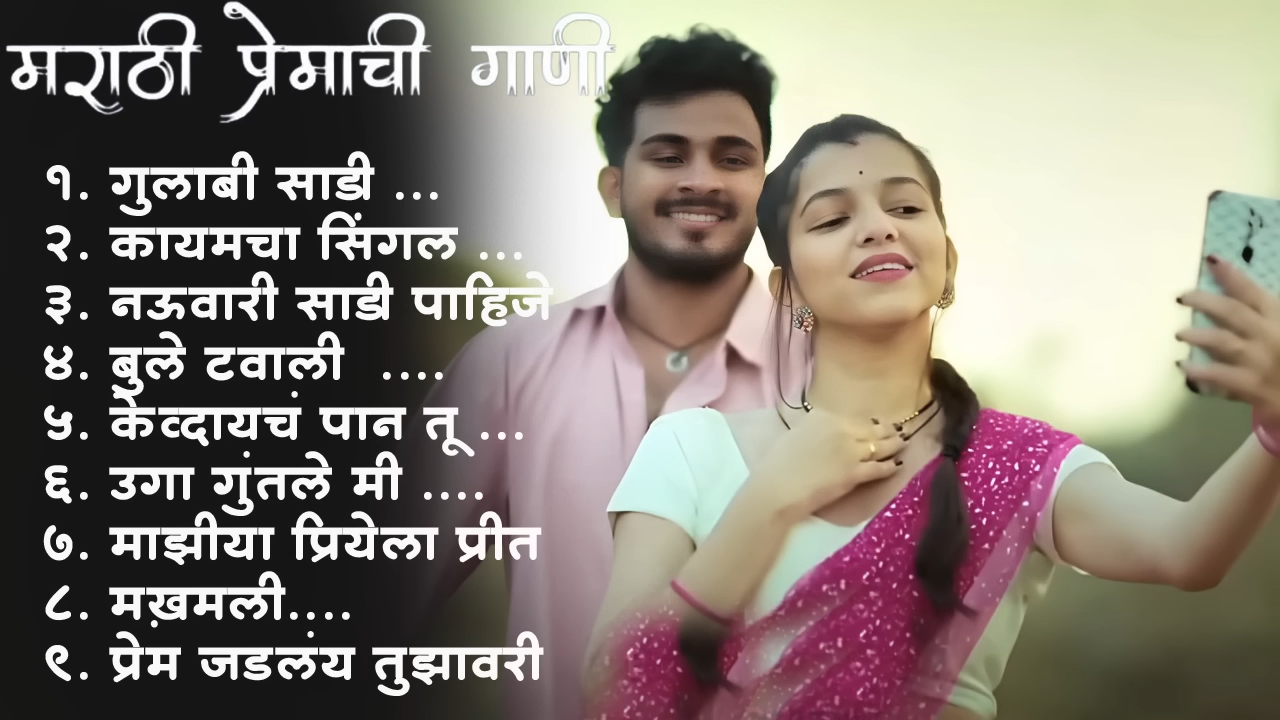 मराठी प्रेमाची गाणी
१. गुलाबी साडी ...
२. कायमचा सिंगल ...
३. नऊवारी साडी पाहिजे
४. बुले टवाली ....
५. केव्दायचं पान तू ...
६. उगा गुंतले मी ....
७. माझीया प्रियेला प्रीत
८. मख़मली....
९. प्रेम जडलंय तुझावरी